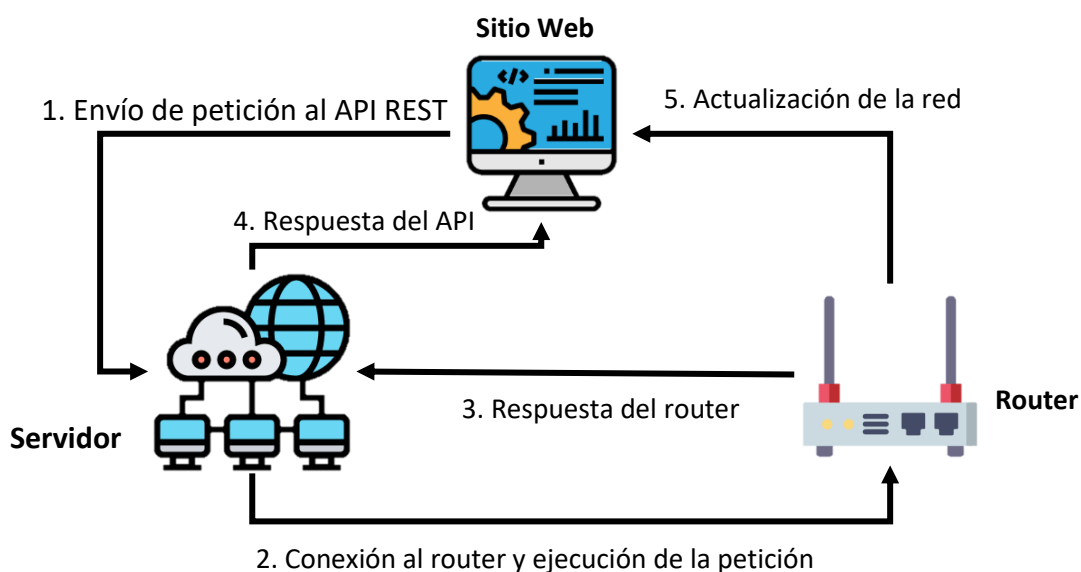 Sitio Web
1. Envío de petición al API REST
5. Actualización de la red
4. Respuesta del API
</>
3. Respuesta del router
Router
Servidor
2. Conexión al router y ejecución de la petición